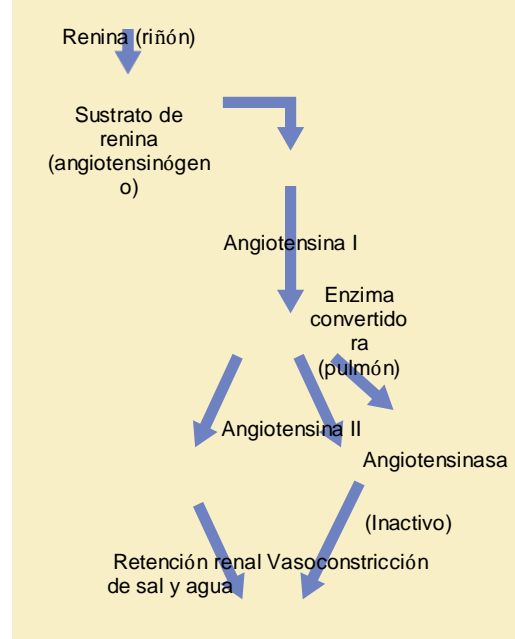 Renina (riñón)
Sustrato de
renina
(angiotensinógen
o)
Angiotensina I
Enzima
convertido
ra
(pulmón)
Angiotensina II
Angiotensinasa
(Inactivo)
Retención renal Vasoconstricción
de sal y agua